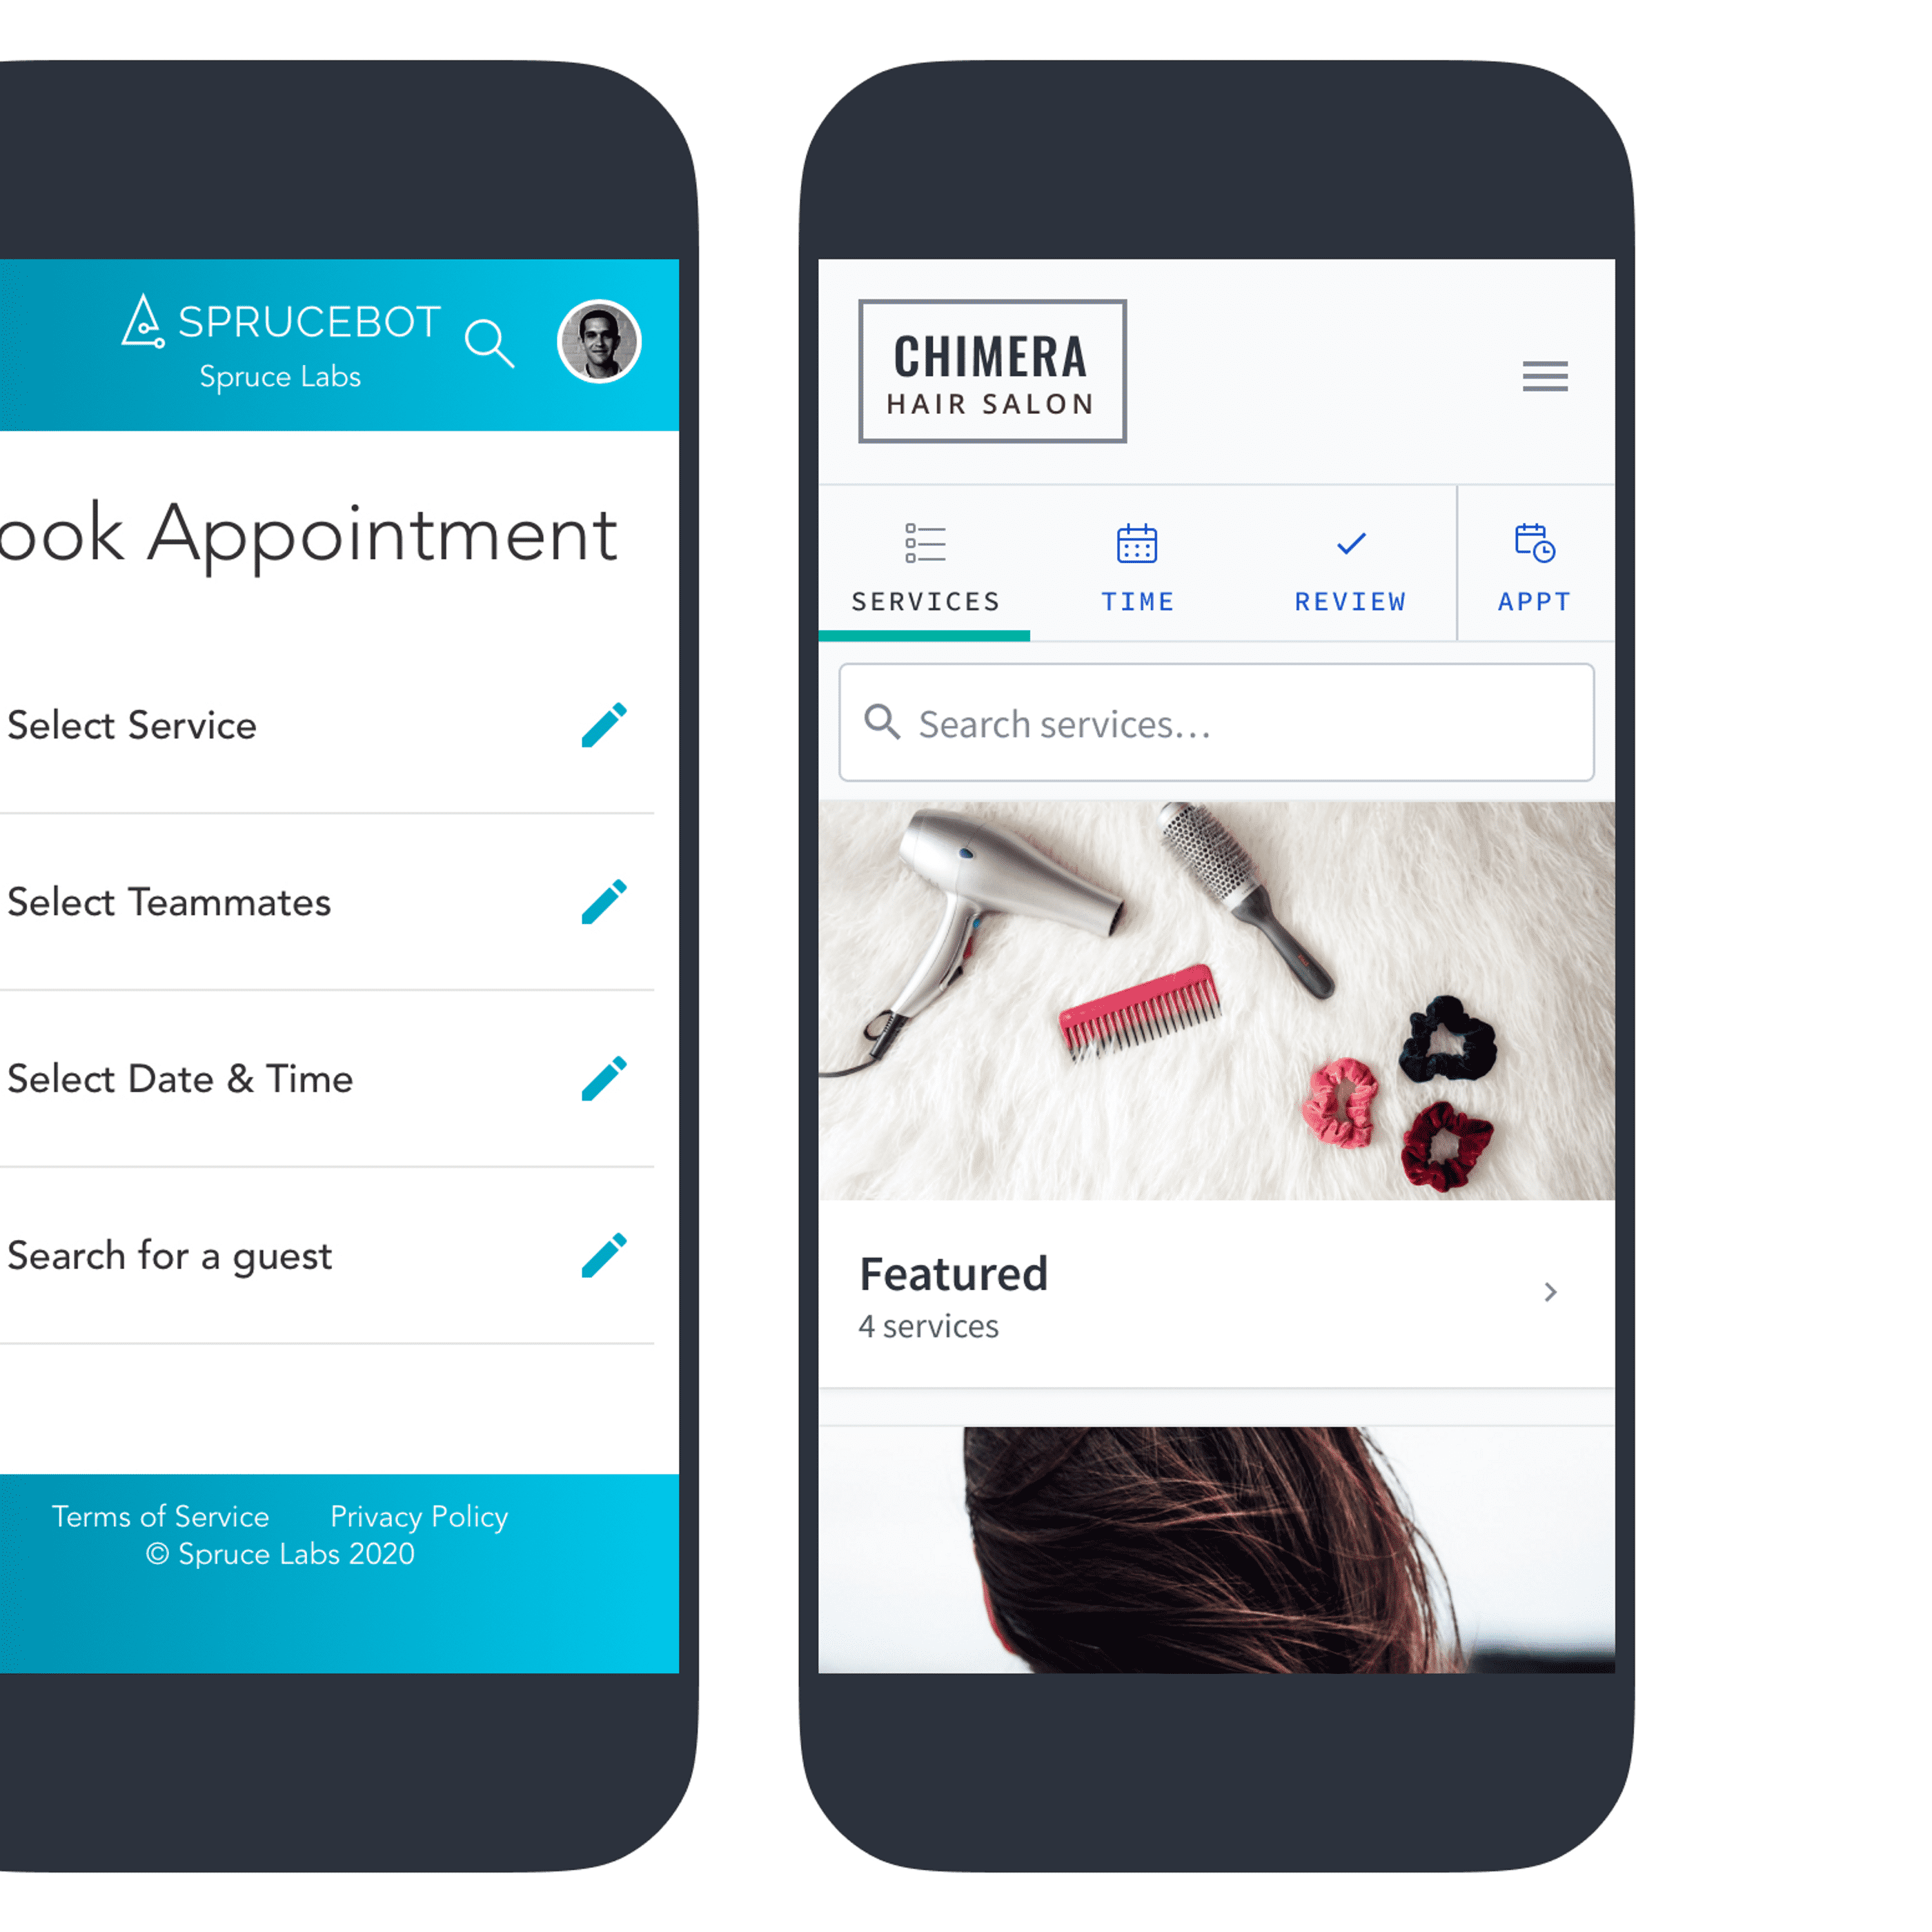 SPRUCEBOT
Spruce Labs
ook Appointment
Select Service
Select Teammates
Select Date & Time
Search for a guest
Terms of Service Privacy Policy
© Spruce Labs 2020
CHIMERA
HAIR SALON
SERVICES TIME REVIEW APPT
Search services...
Featured
4 services